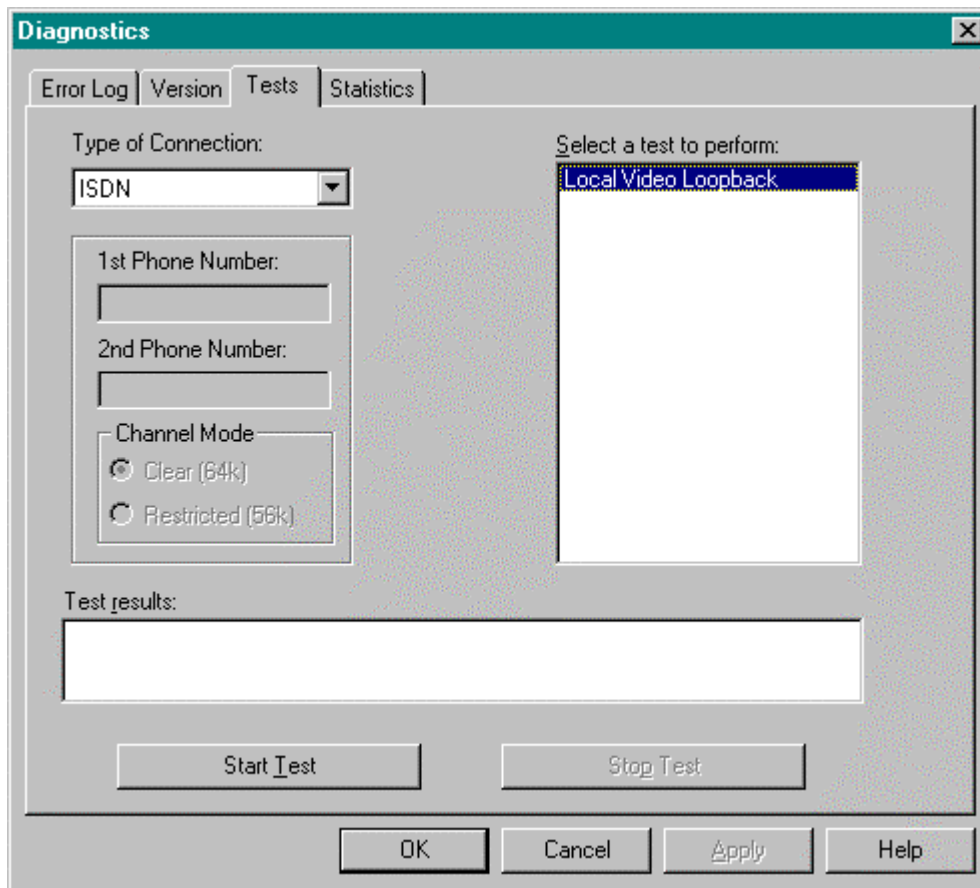 Diagnostics
Error Log Version Tests Statistics
Type of Connection:
ISDN
Select a test to perform:
Local Video Loopback
1st Phone Number:
2nd Phone Number:
Channel Mode
Clear (64k)
Restricted (56k)
Test results:
Start Test
Stop Test
OK
Cancel
Apply
Help